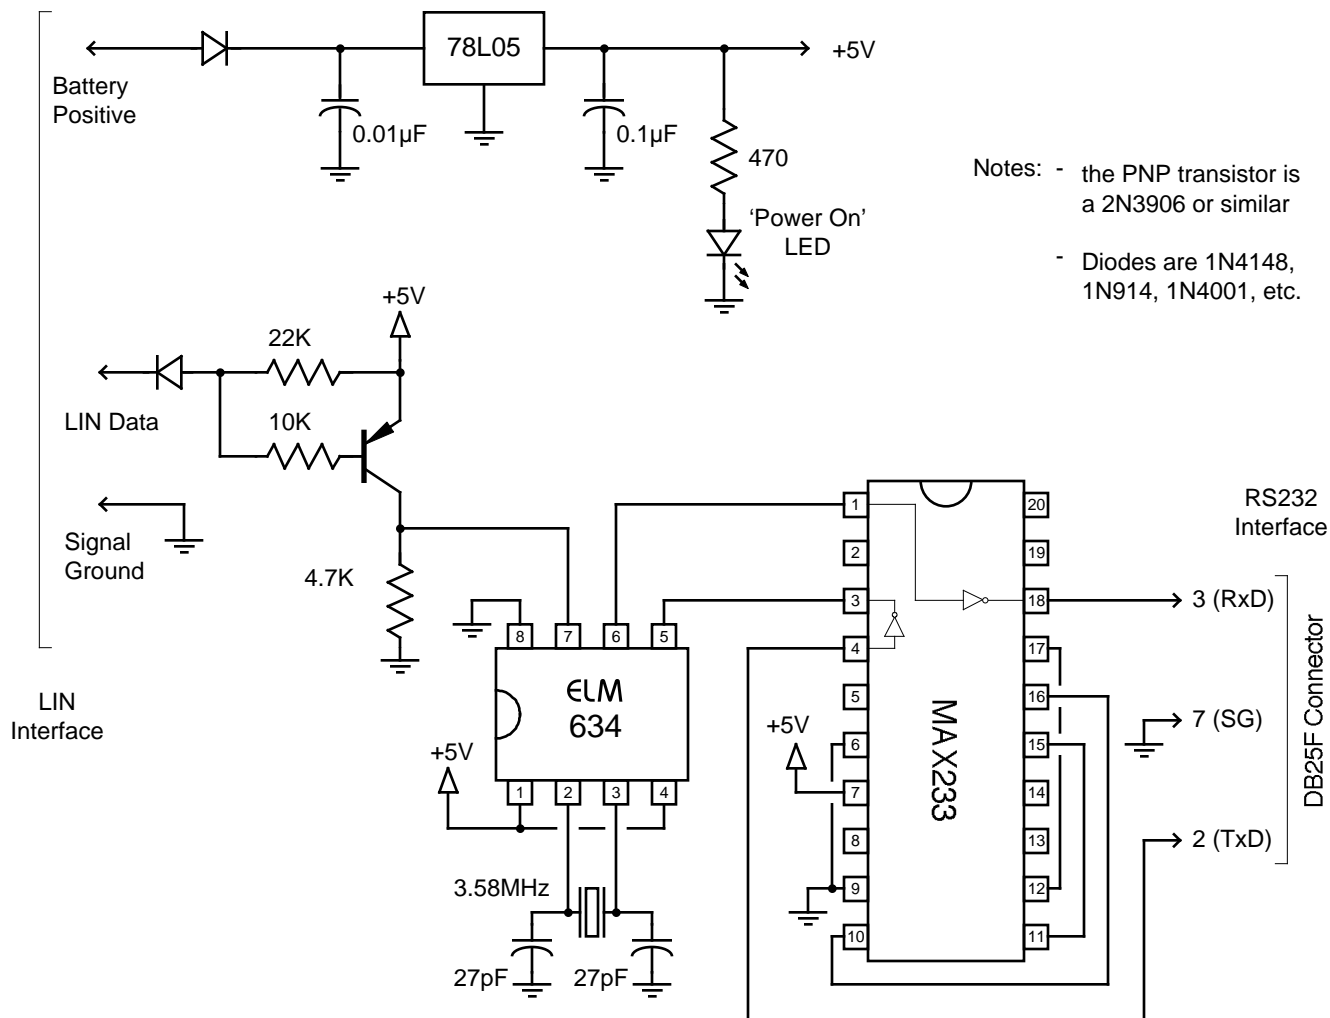 78L05
+5V
Battery
Positive
0.01µF
0.1µF
470
Notes: - the PNP transistor is
a 2N3906 or similar
- Diodes are 1N4148,
1N914, 1N4001, etc.
‘Power On’
LED
+5V
22K
LIN Data
10K
Signal
Ground
4.7K
LIN
Interface
RS232
Interface
8 7 6 5
ELM
634
+5V
1 2 3 4
3.58MHz
27pF 27pF
1 20
2 19
3 18
4 17
5 16
6 15
7 14
8 13
9 12
10 11
+5V
MAX233
3 (RxD)
7 (SG)
2 (TxD)
DB25F Connector